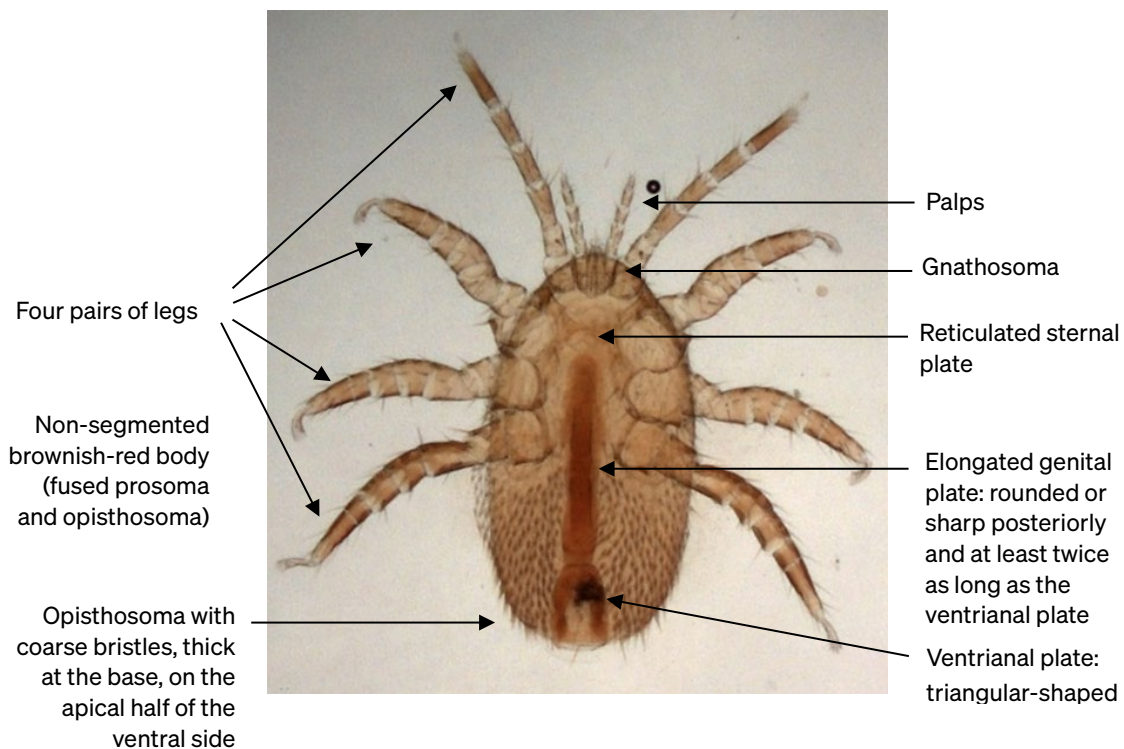 Four pairs of legs
Non-segmented
brownish-red body
(fused prosoma
and opisthosoma)
Opisthosoma with
coarse bristles, thick
at the base, on the
apical half of the
ventral side
Palps
Gnathosoma
Reticulated sternal
plate
Elongated genital
plate: rounded or
sharp posteriorly
and at least twice
as long as the
ventrianal plate
Ventrianal plate:
triangular-shaped